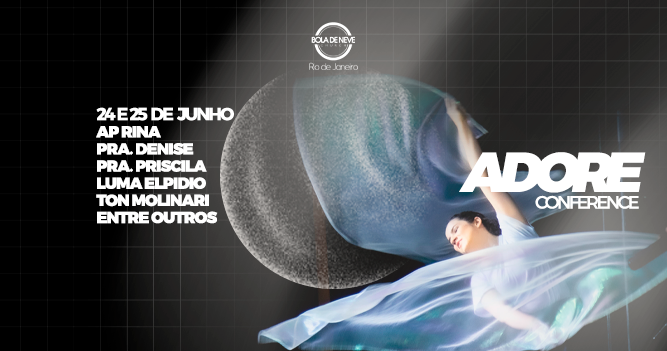 BOLA DE NEVE
CHURCH
Rio de Janeiro
24 E 25 DE JUNHO
AP RINA
PRA. DENISE
PRA. PRISCILA
LUMA ELPIDIO
TON MOLINARI
ENTRE OUTROS
ADORE
CONFERENCE